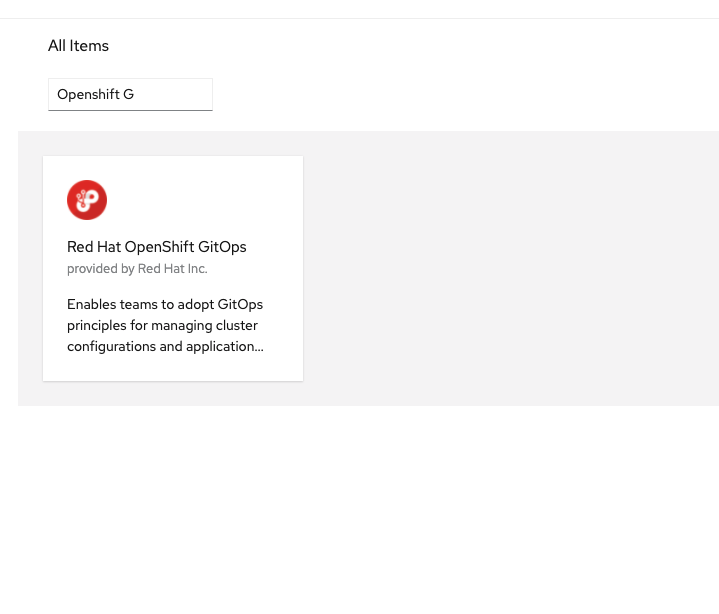 All Items
Openshift G
Red Hat OpenShift GitOps
provided by Red Hat Inc.
Enables teams to adopt GitOps
principles for managing cluster
configurations and application...